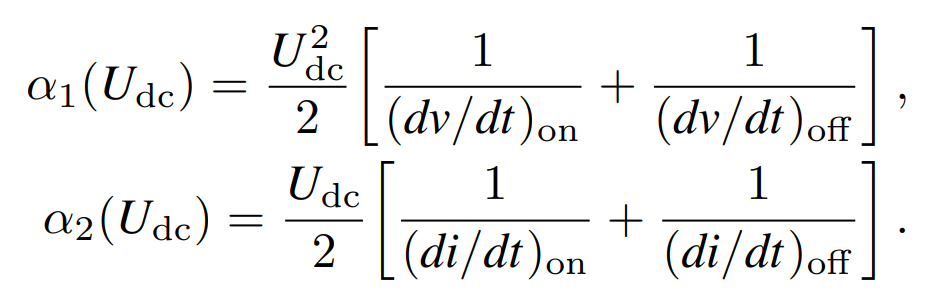 α₁(U_dc) = U²_dc/2 [ 1/(dv/dt)_on + 1/(dv/dt)_off ] ,
α₂(U_dc) = U_dc/2 [ 1/(di/dt)_on + 1/(di/dt)_off ] .